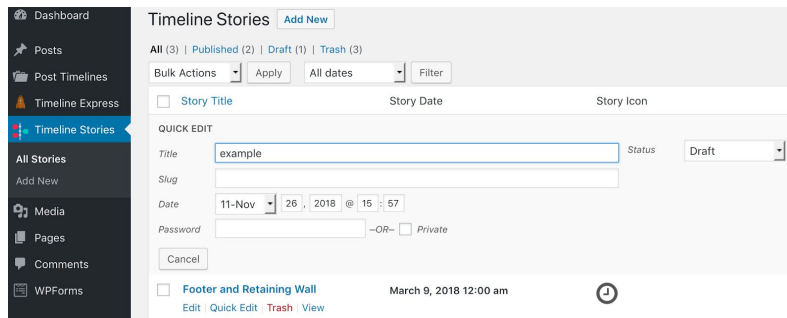 Dashboard
Posts
Post Timelines
Timeline Express
Timeline Stories
All Stories
Add New
Media
Pages
Comments
WPForms
Timeline Stories Add New
All (3) | Published (2) | Draft (1) | Trash (3)
Bulk Actions Apply All dates Filter
Story Title Story Date Story Icon
QUICK EDIT
Title example Status Draft
Slug
Date 11-Nov 26 , 2018 @ 15 : 57
Password –OR– Private
Cancel
Footer and Retaining Wall March 9, 2018 12:00 am
Edit | Quick Edit | Trash | View